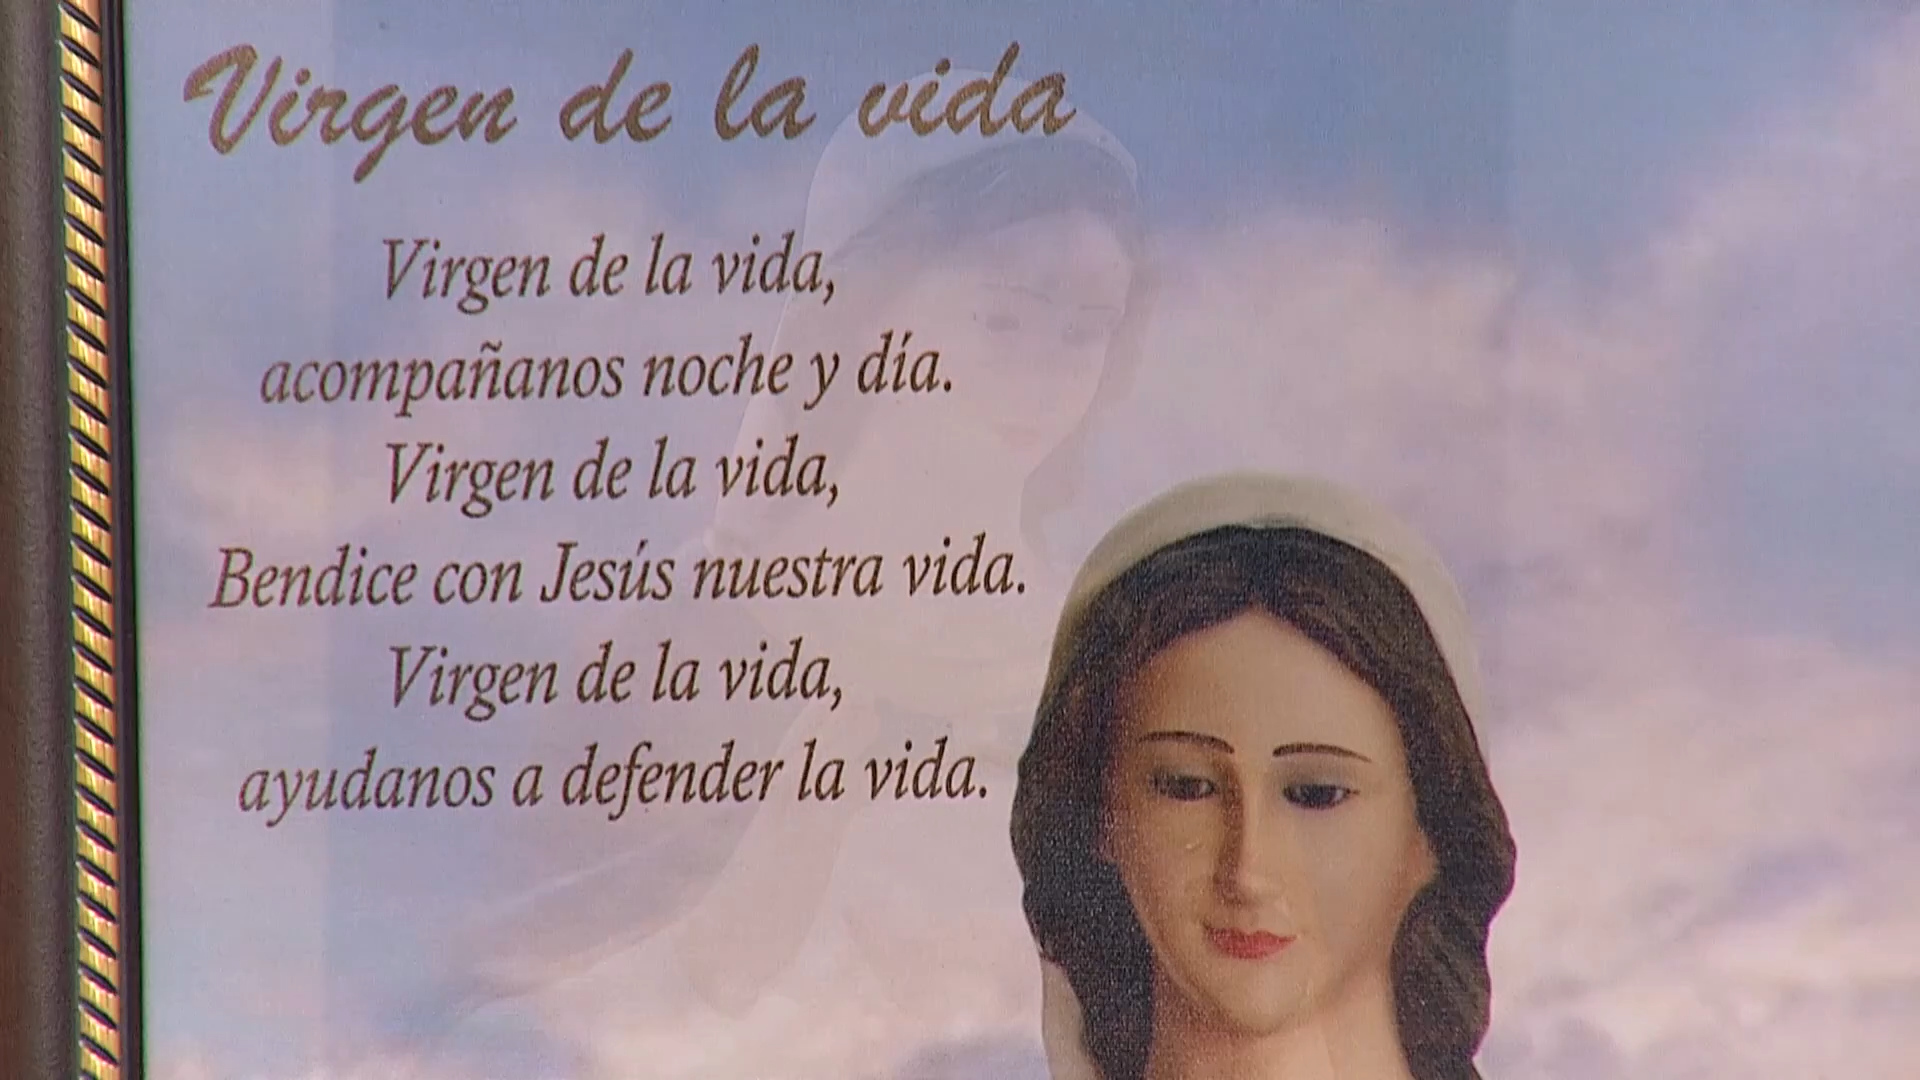 Virgen de la vida
Virgen de la vida,
acompañanos noche y día.
Virgen de la vida,
Bendice con Jesús nuestra vida.
Virgen de la vida,
ayudanos a defender la vida.